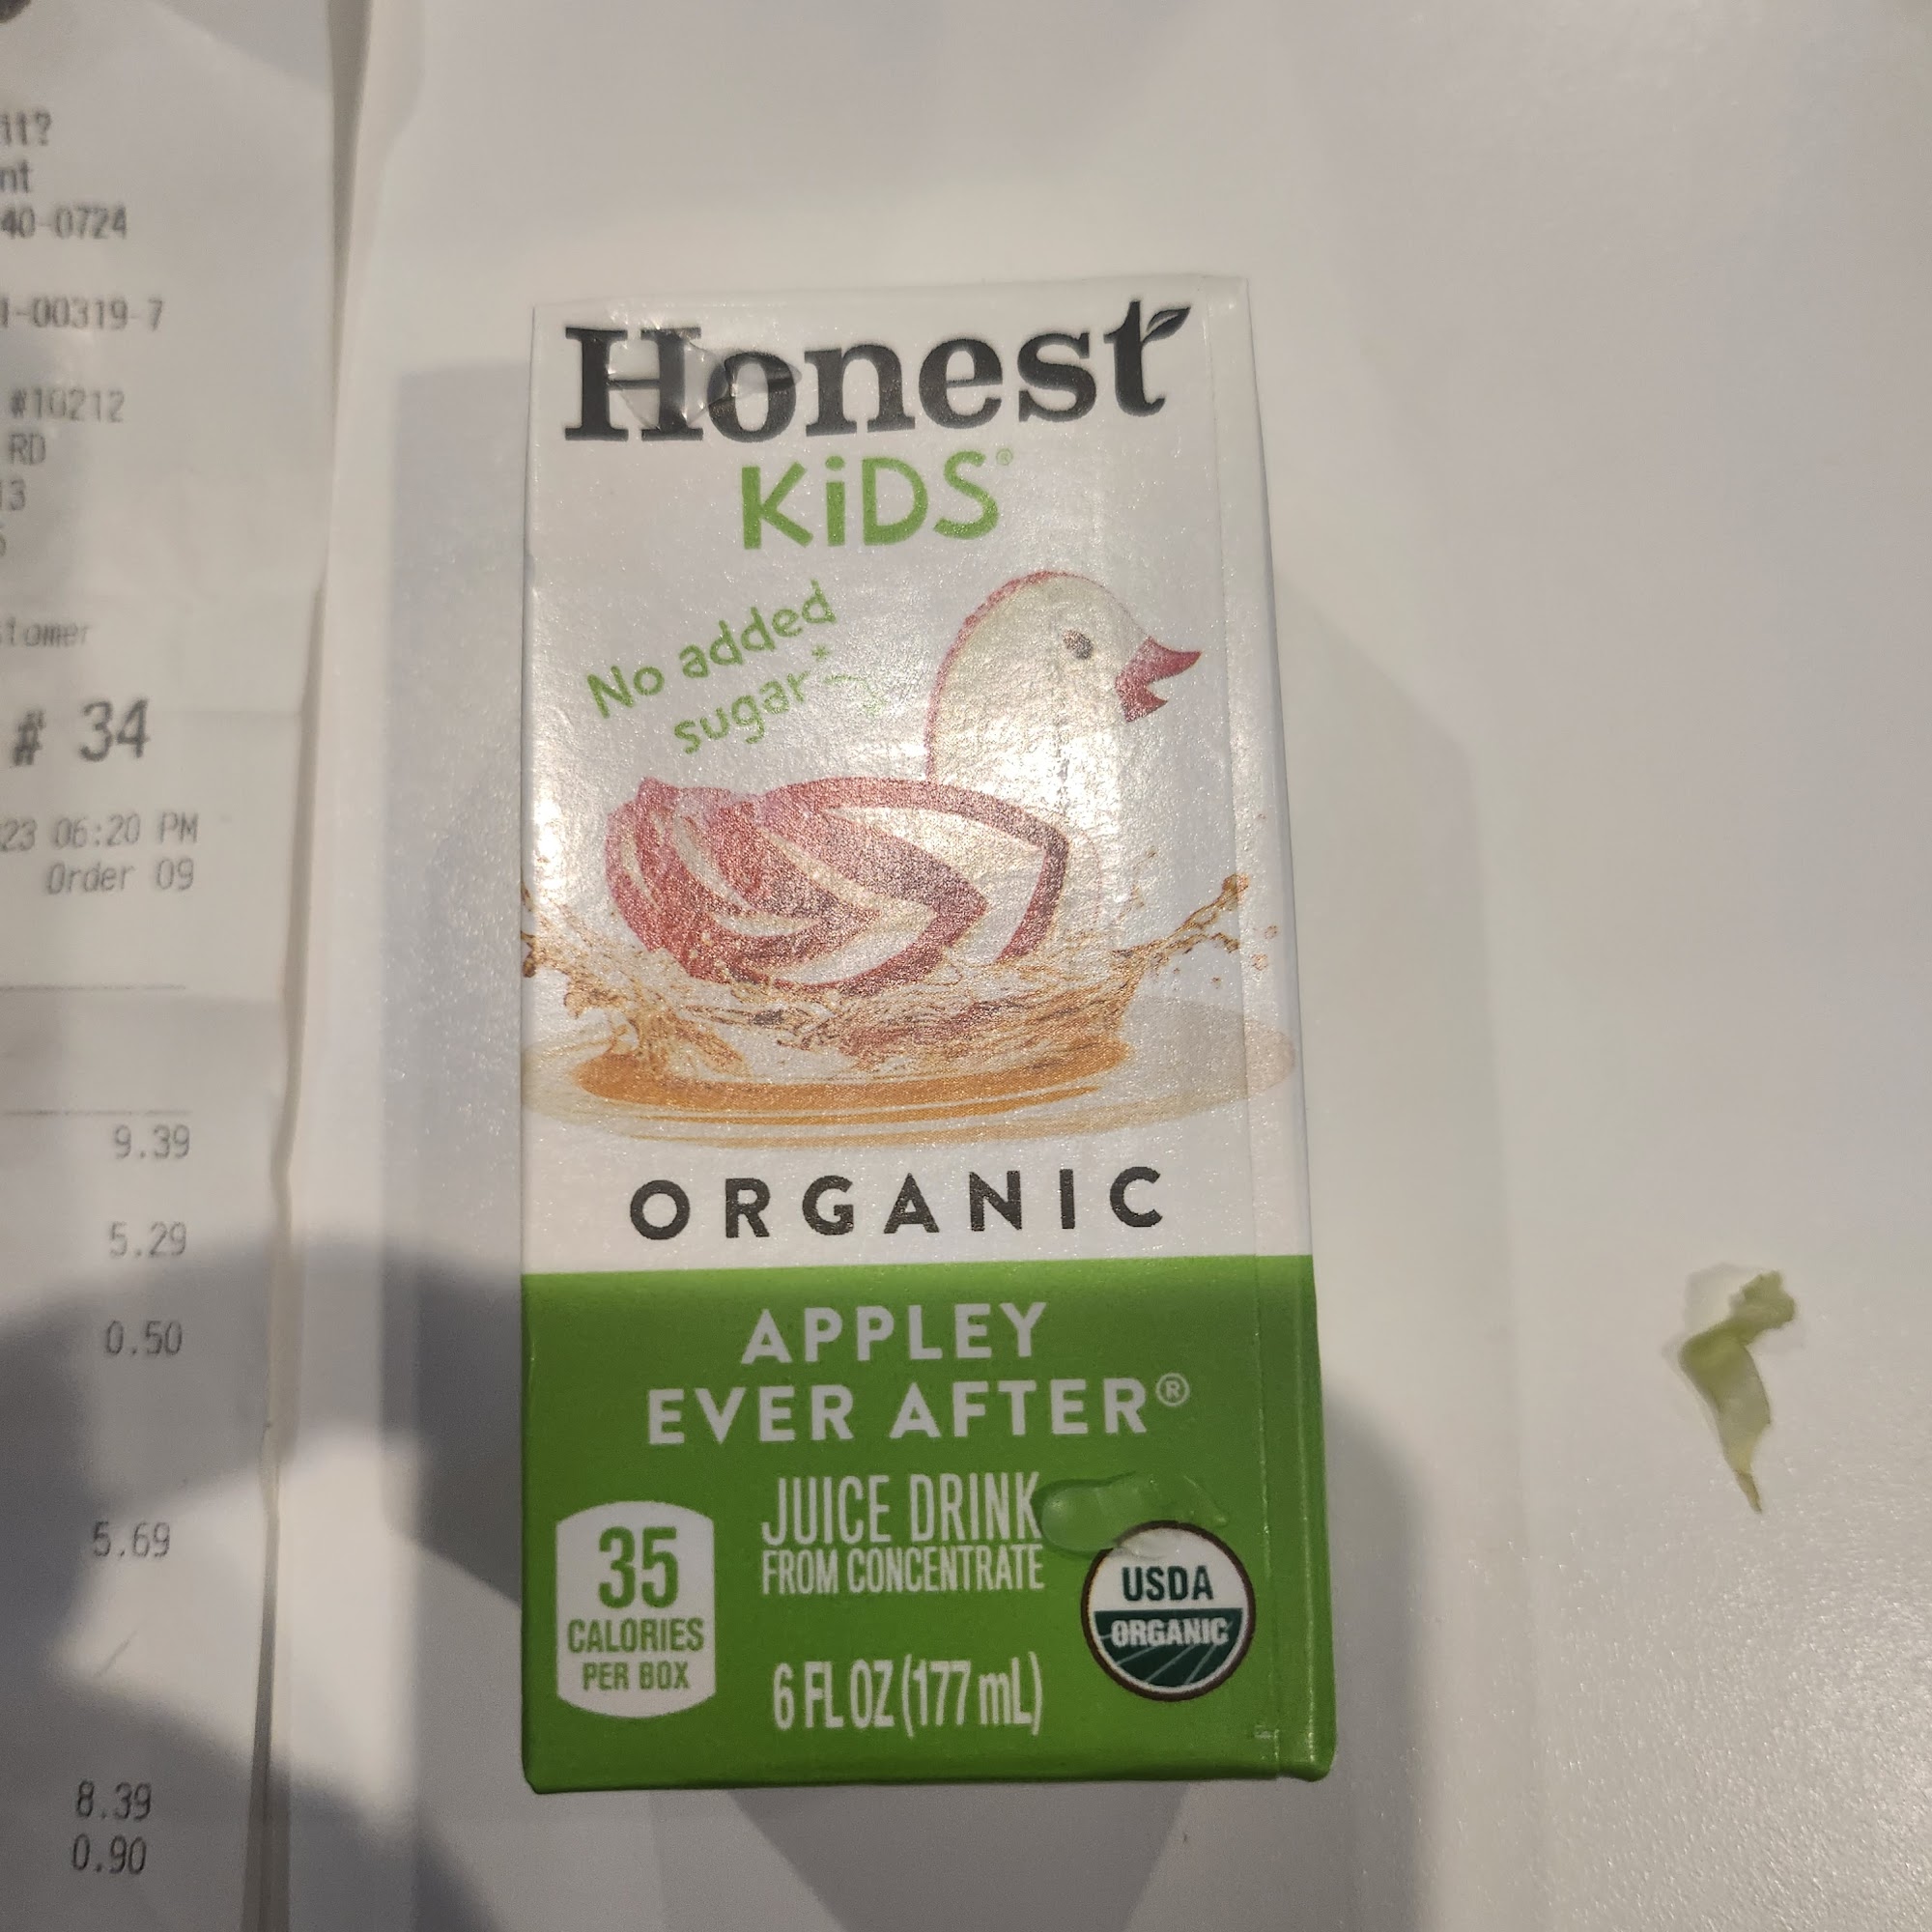 it?
nt
40-0724
1-00319-7
#10212
RD
13
tomer
# 34
23 06:20 PM
Order 09
9.39
5.29
0.50
5.69
8.39
0.90
Honest
KiDS®
No added
sugar*
ORGANIC
APPLEY
EVER AFTER®
JUICE DRINK
FROM CONCENTRATE
35
CALORIES
PER BOX
6 FL OZ (177 mL)
USDA
ORGANIC